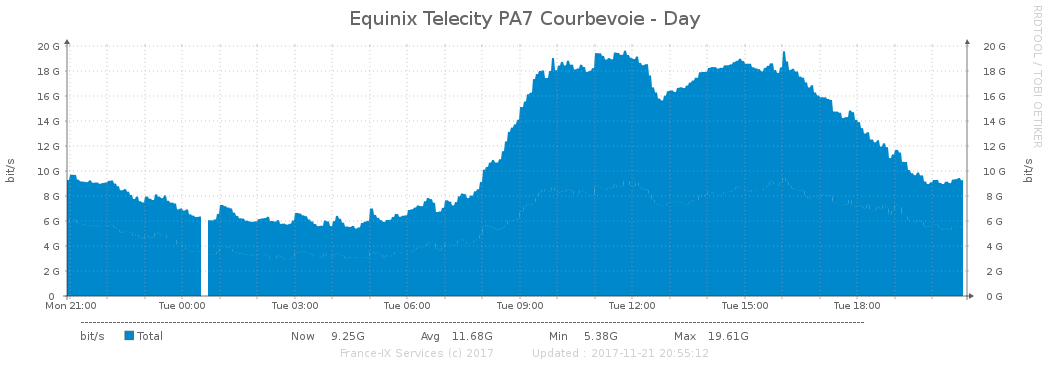 Equinix Telecity PA7 Courbevoie - Day
RRDTOOL / TOBI OETIKER
bit/s
20 G
18 G
16 G
14 G
12 G
10 G
8 G
6 G
4 G
2 G
0
20 G
18 G
16 G
14 G
12 G
10 G
8 G
6 G
4 G
2 G
0 G
bit/s
Mon 21:00 Tue 00:00 Tue 03:00 Tue 06:00 Tue 09:00 Tue 12:00 Tue 15:00 Tue 18:00
bit/s Total Now 9.25G Avg 11.68G Min 5.38G Max 19.61G
France-IX Services (c) 2017 Updated : 2017-11-21 20:55:12